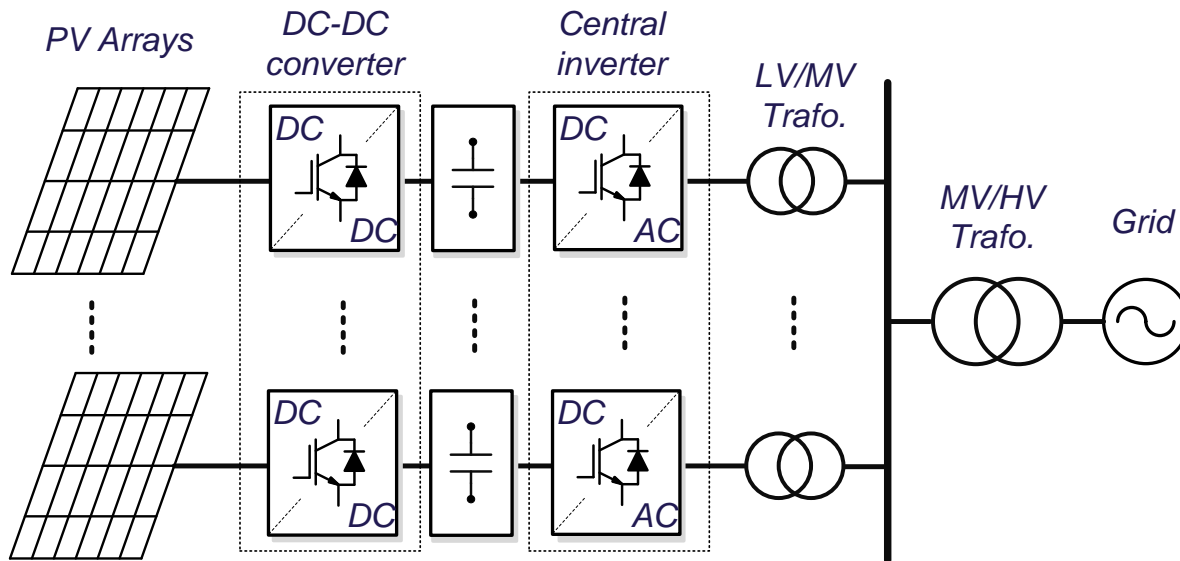 PV Arrays
DC-DC
converter
Central
inverter
LV/MV
Trafo.
MV/HV
Trafo.
Grid
DC
DC
DC
AC
DC
DC
DC
AC